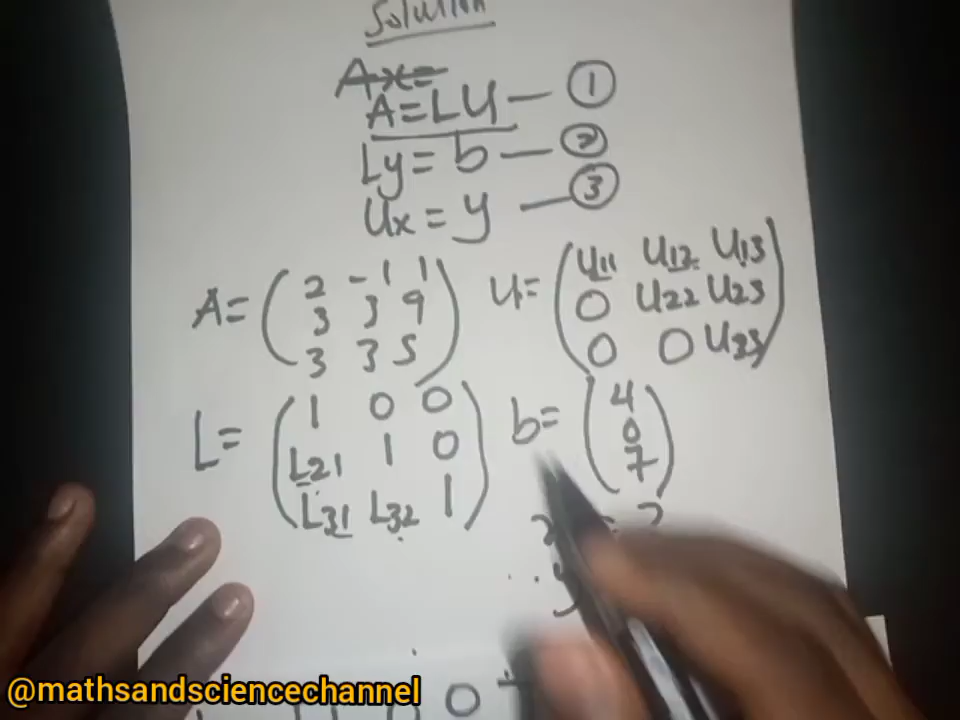 Solution
Ax=
A=LU — ①
Ly = b — ②
Ux = y — ③
A= (2 -1 1
3 3 9
3 3 5)
U= (U11 U12 U13
0 U22 U23
0 0 U33)
L= (1 0 0
L21 1 0
L31 L32 1)
b= (4
0
7)
= ?
y
@mathsandsciencechannel
0